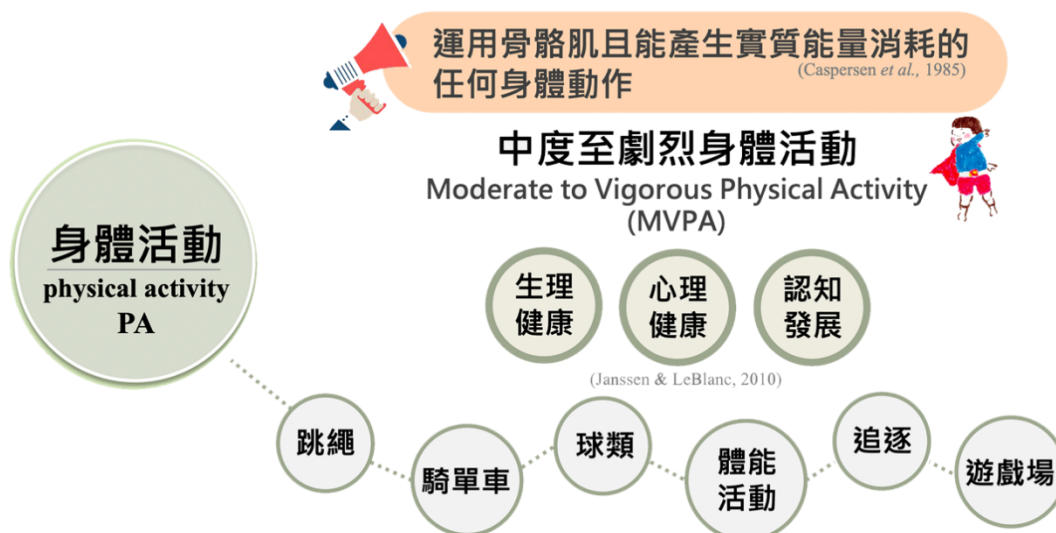 運用骨骼肌且能產生實質能量消耗的
任何身體動作
(Caspersen et al., 1985)
中度至劇烈身體活動
Moderate to Vigorous Physical Activity
(MVPA)
身體活動
physical activity
PA
生理
健康
心理
健康
認知
發展
(Janssen & LeBlanc, 2010)
跳繩
騎單車
球類
體能
活動
追逐
遊戲場